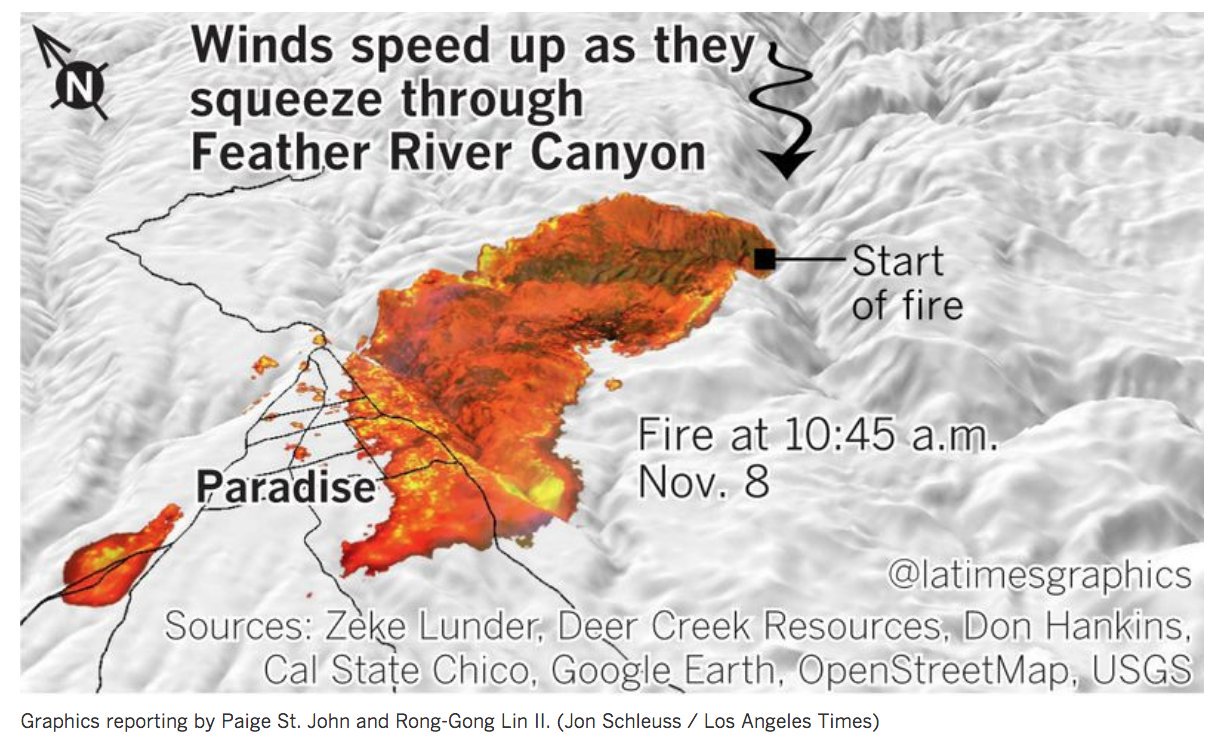 N
Winds speed up as they
squeeze through
Feather River Canyon
Start
of fire
Fire at 10:45 a.m.
Nov. 8
Paradise
@latimesgraphics
Sources: Zeke Lunder, Deer Creek Resources, Don Hankins,
Cal State Chico, Google Earth, OpenStreetMap, USGS
Graphics reporting by Paige St. John and Rong-Gong Lin II. (Jon Schleuss / Los Angeles Times)